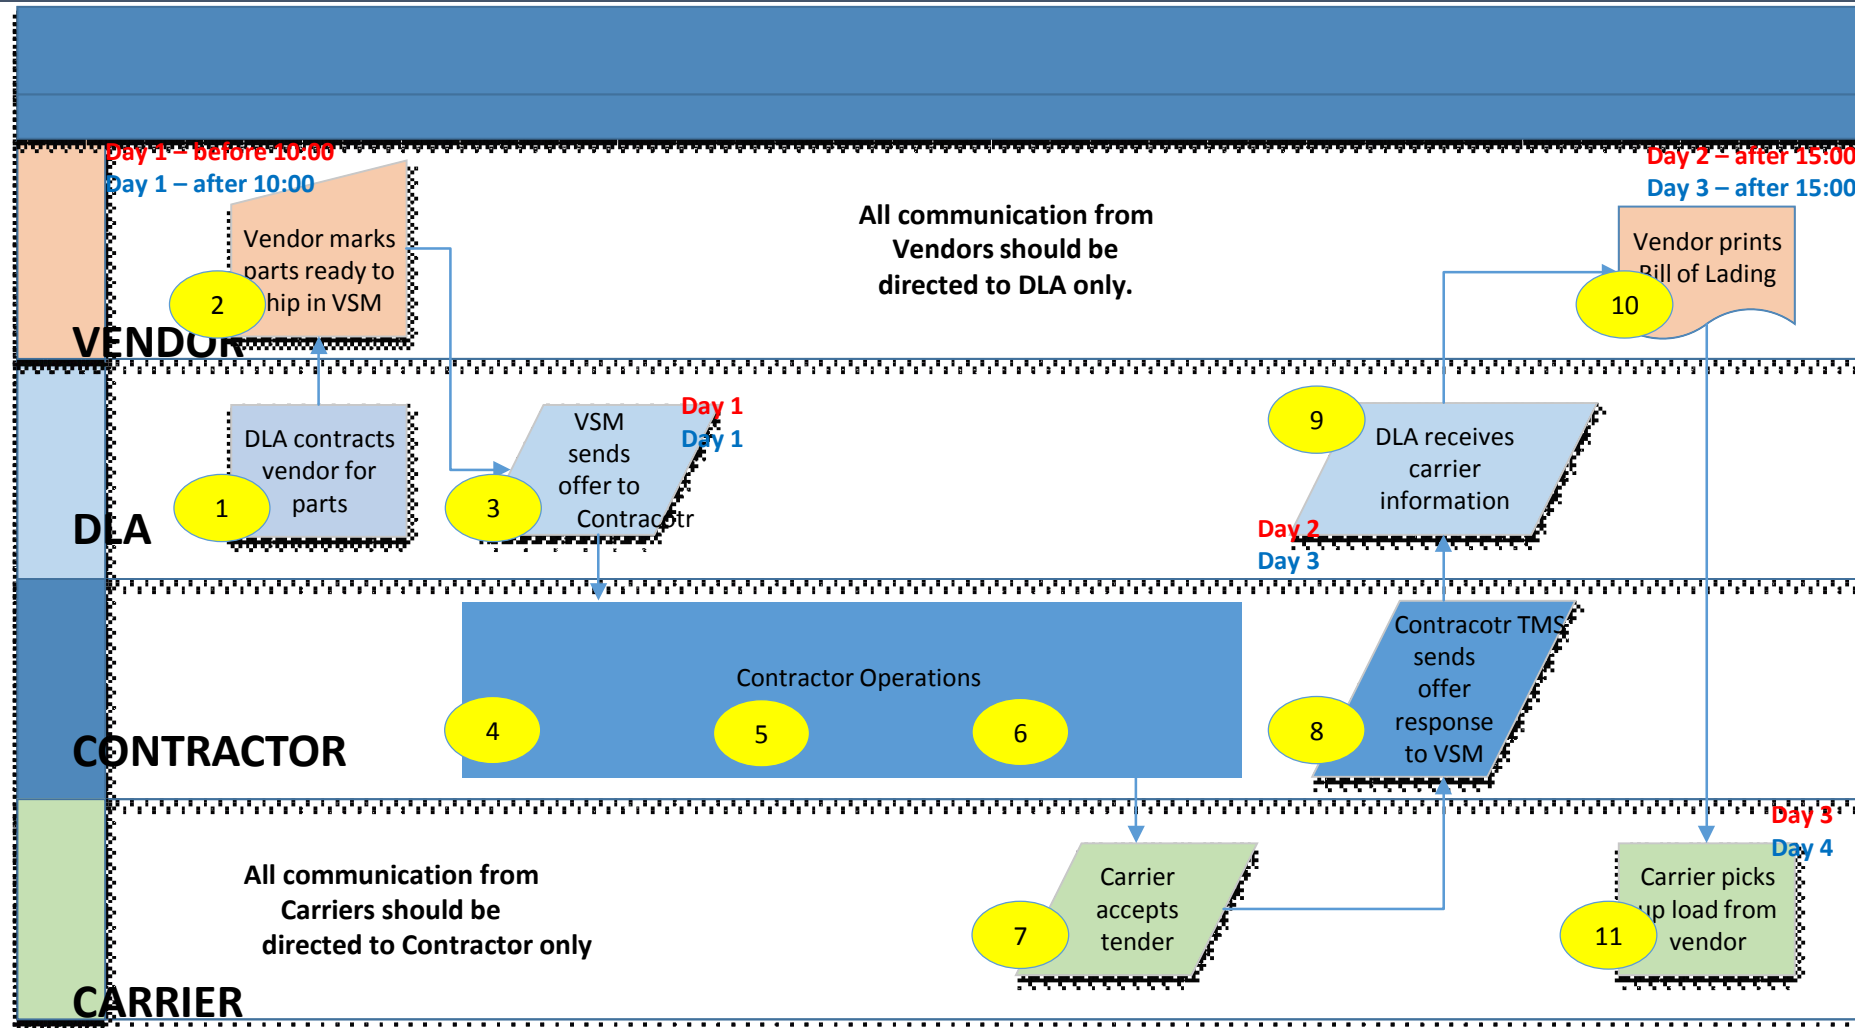 Day 1 – before 10:00
Day 1 – after 10:00
Day 2 – after 15:00
Day 3 – after 15:00
Vendor marks
parts ready to
ship in VSM
2
All communication from
Vendors should be
directed to DLA only.
Vendor prints
Bill of Lading
10
VENDOR
DLA contracts
vendor for
parts
1
VSM
sends
offer to
Contracotr
3
Day 1
Day 1
9
DLA receives
carrier
information
Day 2
Day 3
DLA
Contractor Operations
4
5
6
Contracotr TMS
sends
offer
response
to VSM
8
CONTRACTOR
All communication from
Carriers should be
directed to Contractor only
Carrier
accepts
tender
7
Day 3
Day 4
Carrier picks
up load from
vendor
11
CARRIER